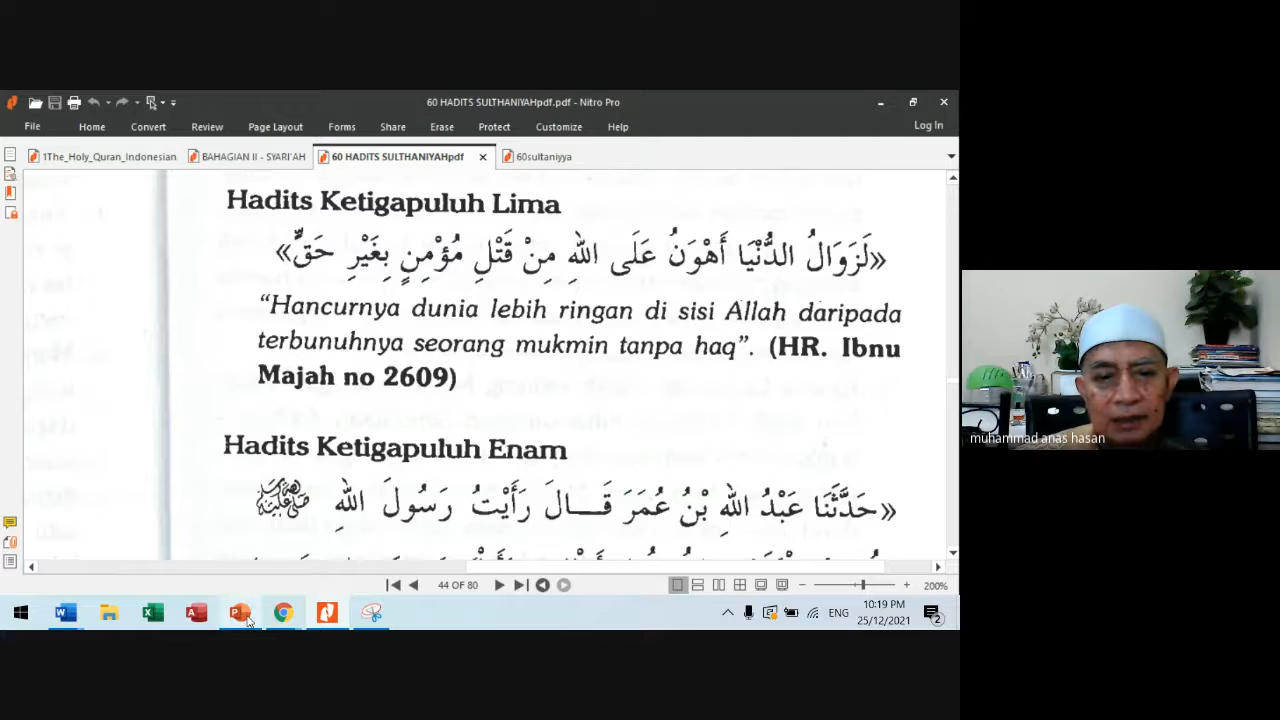 60 HADITS SULTHANIYAHpdf.pdf - Nitro Pro
File Home Convert Review Page Layout Forms Share Erase Protect Customize Help Log In
1The_Holy_Quran_Indonesian BAHAGIAN II - SYARI'AH 60 HADITS SULTHANIYAHpdf 60sultaniyya
Hadits Ketigapuluh Lima
«لَزَوَالُ الدُّنْيَا أَهْوَنُ عَلَى اللهِ مِنْ قَتْلِ مُؤْمِنٍ بِغَيْرِ حَقٍّ»
“Hancurnya dunia lebih ringan di sisi Allah daripada
terbunuhnya seorang mukmin tanpa haq”. (HR. Ibnu
Majah no 2609)
muhammad anas hasan
Hadits Ketigapuluh Enam
«حَدَّثَنَا عَبْدُ اللهِ بْنُ عُمَرَ قَـــالَ رَأَيْتُ رَسُولَ اللهِ ﷺ
44 OF 80 200%
ENG 10:19 PM
25/12/2021 2